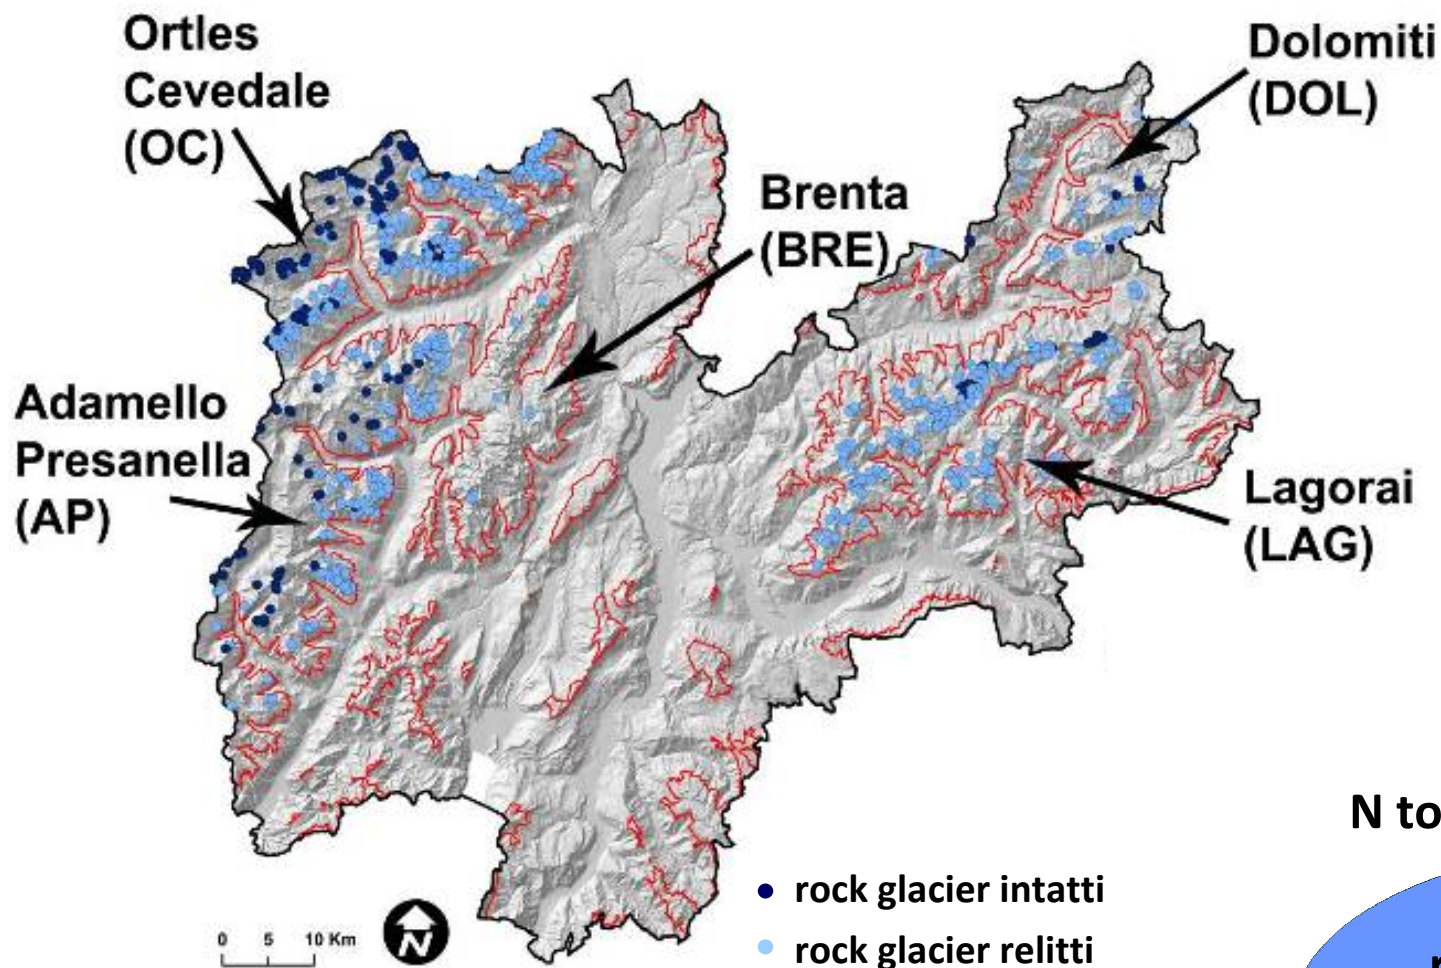 Ortles
Cevedale
(OC)
Dolomiti
(DOL)
Brenta
(BRE)
Adamello
Presanella
(AP)
Lagorai
(LAG)
N to
rock glacier intatti
rock glacier relitti
0 5 10 Km
N